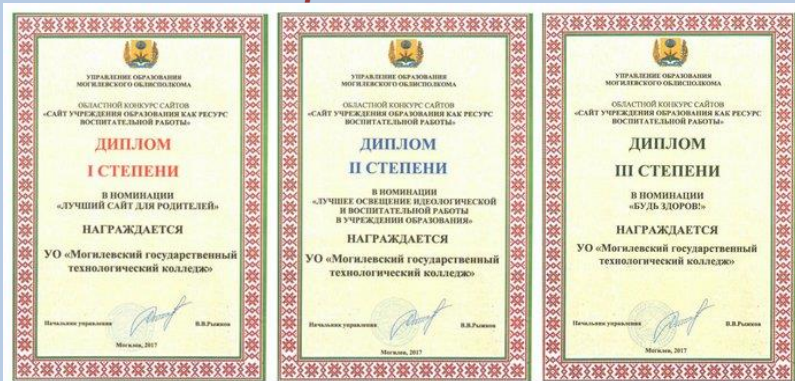 УПРАВЛЕНИЕ ОБРАЗОВАНИЯ
МОГИЛЕВСКОГО ОБЛИСПОЛКОМА
ОБЛАСТНОЙ КОНКУРС САЙТОВ
«САЙТ УЧРЕЖДЕНИЯ ОБРАЗОВАНИЯ КАК РЕСУРС
ВОСПИТАТЕЛЬНОЙ РАБОТЫ»
ДИПЛОМ
I СТЕПЕНИ
В НОМИНАЦИИ
«ЛУЧШИЙ САЙТ ДЛЯ РОДИТЕЛЕЙ»
НАГРАЖДАЕТСЯ
УО «Могилевский государственный
технологический колледж»
Начальник управления В.В.Рыжков
Могилев, 2017
УПРАВЛЕНИЕ ОБРАЗОВАНИЯ
МОГИЛЕВСКОГО ОБЛИСПОЛКОМА
ОБЛАСТНОЙ КОНКУРС САЙТОВ
«САЙТ УЧРЕЖДЕНИЯ ОБРАЗОВАНИЯ КАК РЕСУРС
ВОСПИТАТЕЛЬНОЙ РАБОТЫ»
ДИПЛОМ
II СТЕПЕНИ
В НОМИНАЦИИ
«ЛУЧШЕЕ ОСВЕЩЕНИЕ ИДЕОЛОГИЧЕСКОЙ
И ВОСПИТАТЕЛЬНОЙ РАБОТЫ
В УЧРЕЖДЕНИИ ОБРАЗОВАНИЯ»
НАГРАЖДАЕТСЯ
УО «Могилевский государственный
технологический колледж»
Начальник управления В.В.Рыжков
Могилев, 2017
УПРАВЛЕНИЕ ОБРАЗОВАНИЯ
МОГИЛЕВСКОГО ОБЛИСПОЛКОМА
ОБЛАСТНОЙ КОНКУРС САЙТОВ
«САЙТ УЧРЕЖДЕНИЯ ОБРАЗОВАНИЯ КАК РЕСУРС
ВОСПИТАТЕЛЬНОЙ РАБОТЫ»
ДИПЛОМ
III СТЕПЕНИ
В НОМИНАЦИИ
«БУДЬ ЗДОРОВ!»
НАГРАЖДАЕТСЯ
УО «Могилевский государственный
технологический колледж»
Начальник управления В.В.Рыжков
Могилев, 2017